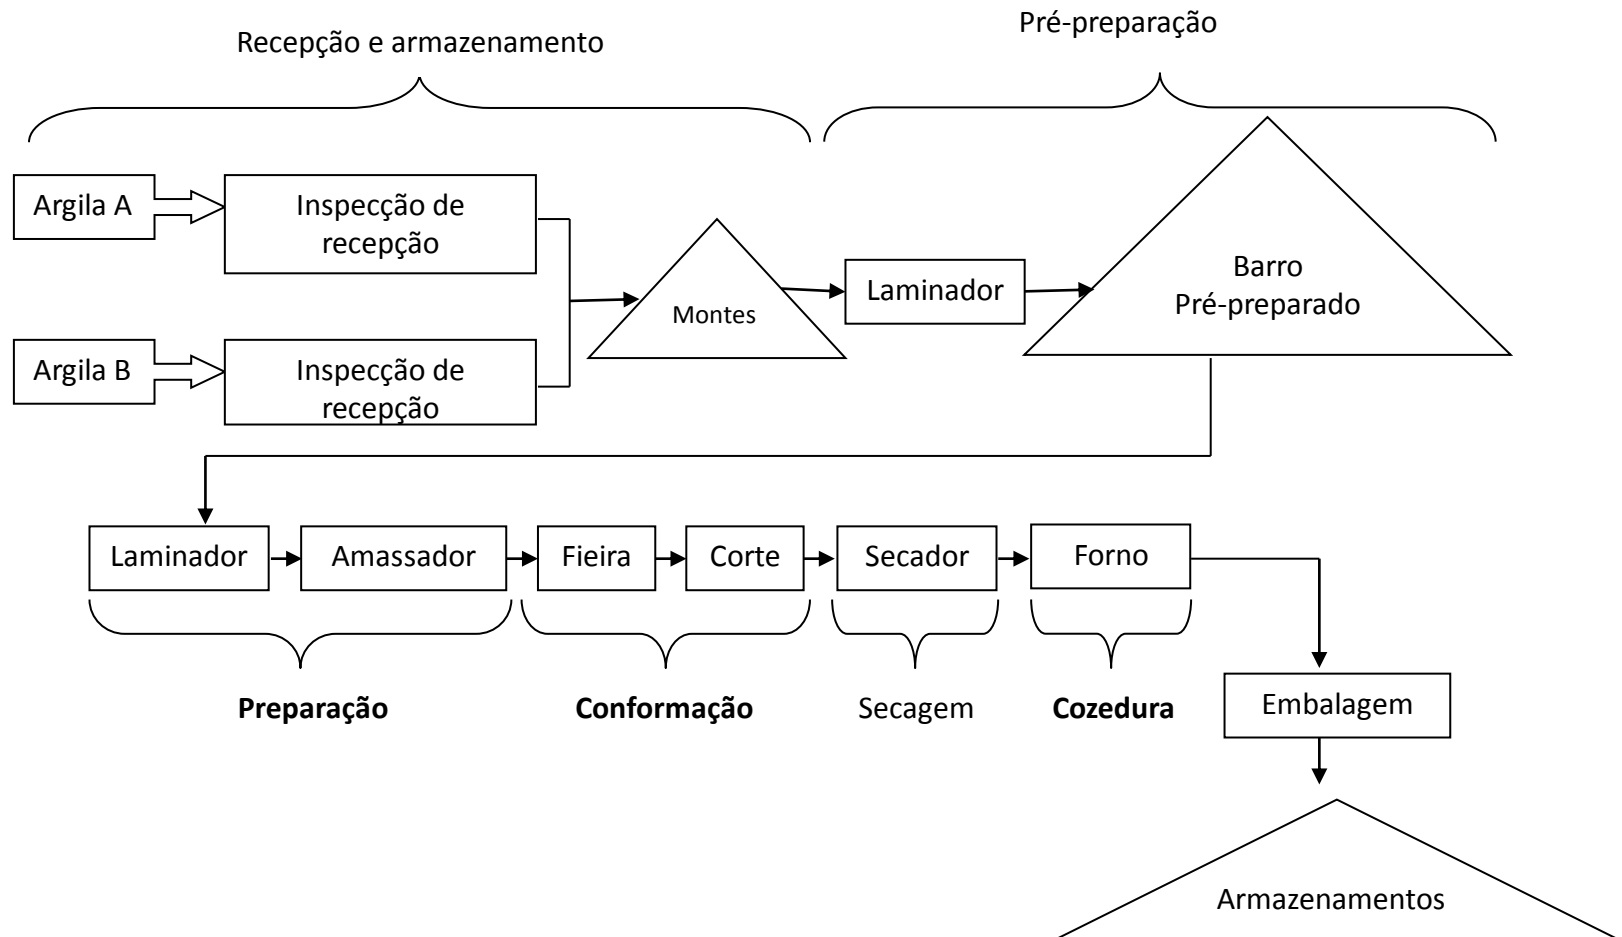 Recepção e armazenamento
Pré-preparação
Argila A
Inspecção de
recepção
Argila B
Inspecção de
recepção
Montes
Laminador
Barro
Pré-preparado
Laminador
Amassador
Fieira
Corte
Secador
Forno
Preparação
Conformação
Secagem
Cozedura
Embalagem
Armazenamentos